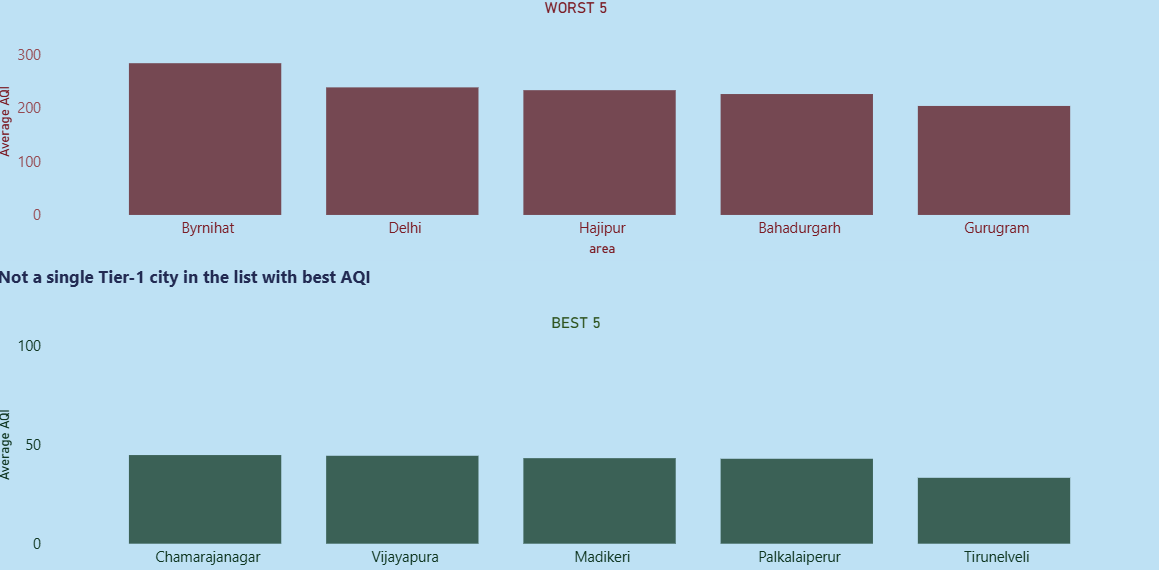 WORST 5
Average AQI
300
200
100
0
Byrnihat Delhi Hajipur Bahadurgarh Gurugram
area
Not a single Tier-1 city in the list with best AQI
BEST 5
Average AQI
100
50
0
Chamarajanagar Vijayapura Madikeri Palkalaiperur Tirunelveli